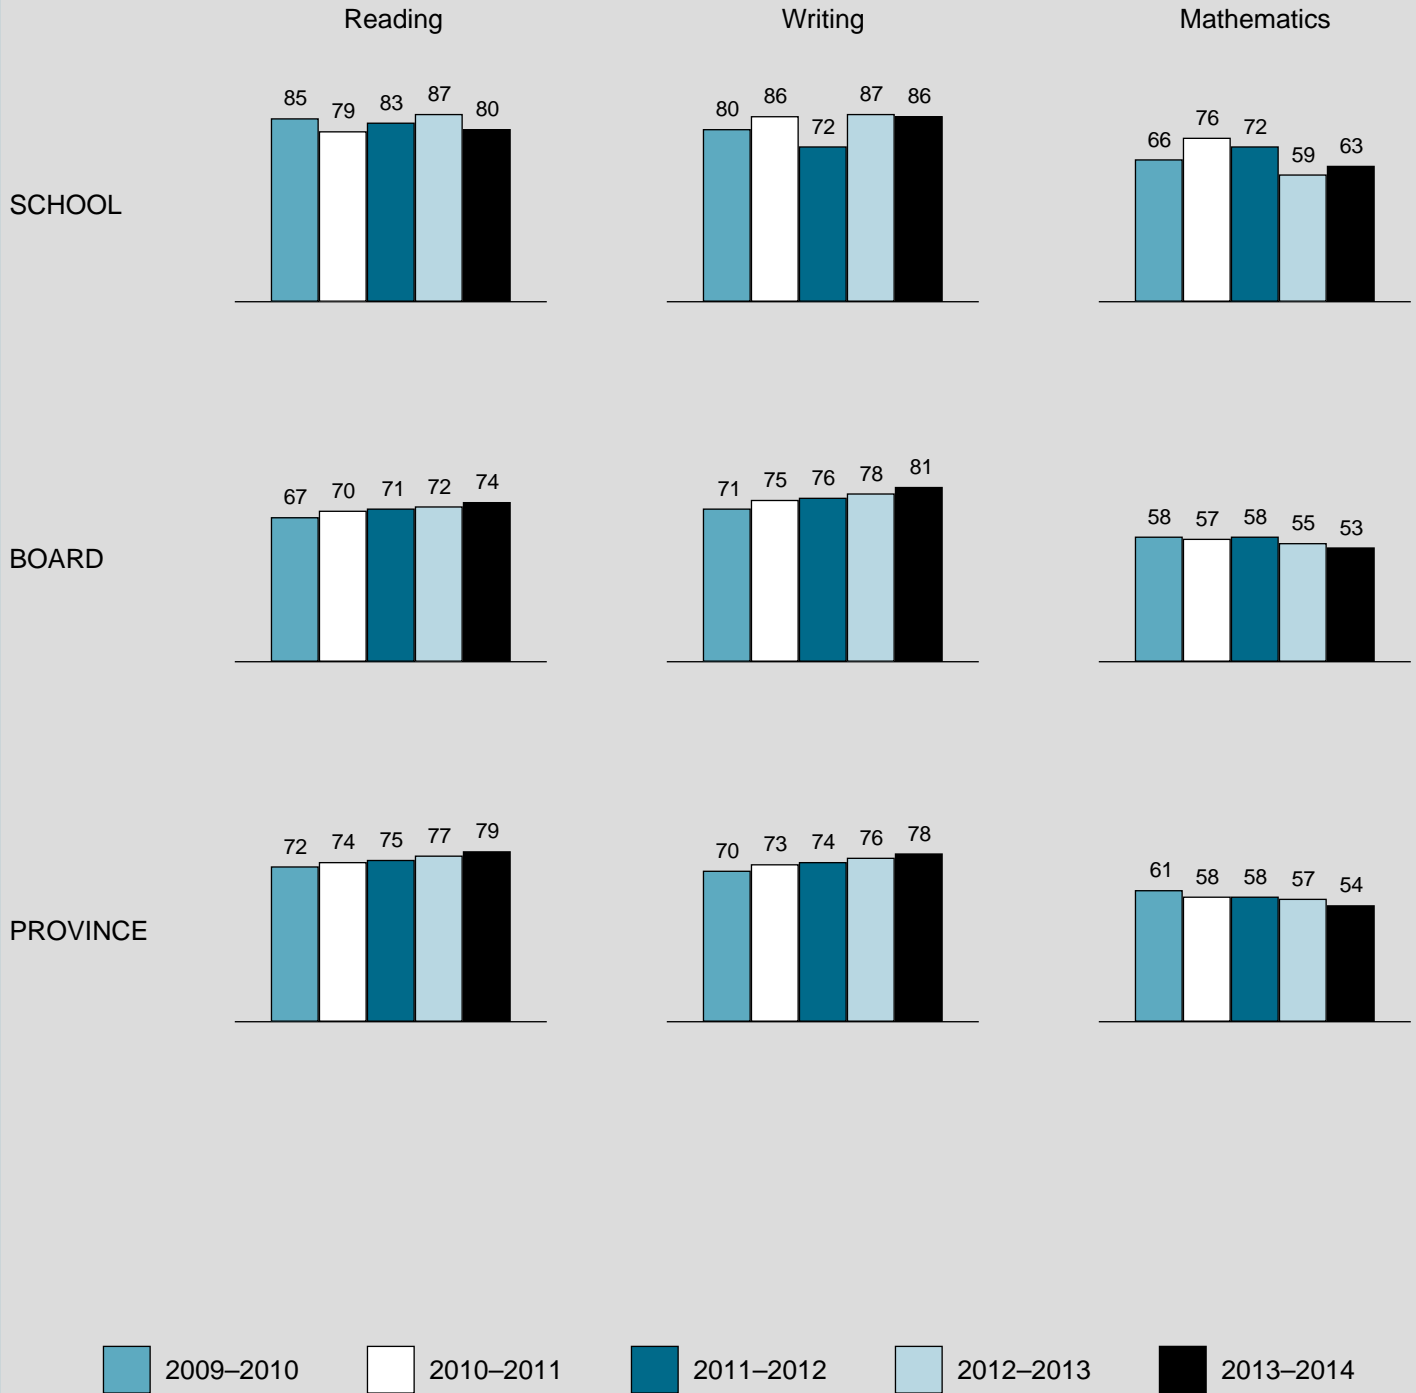 Reading Writing Mathematics
85 79 83 87 80 80 86 72 87 86 66 76 72 59 63
SCHOOL
67 70 71 72 74 71 75 76 78 81 58 57 58 55 53
BOARD
72 74 75 77 79 70 73 74 76 78 61 58 58 57 54
PROVINCE
2009–2010 2010–2011 2011–2012 2012–2013 2013–2014